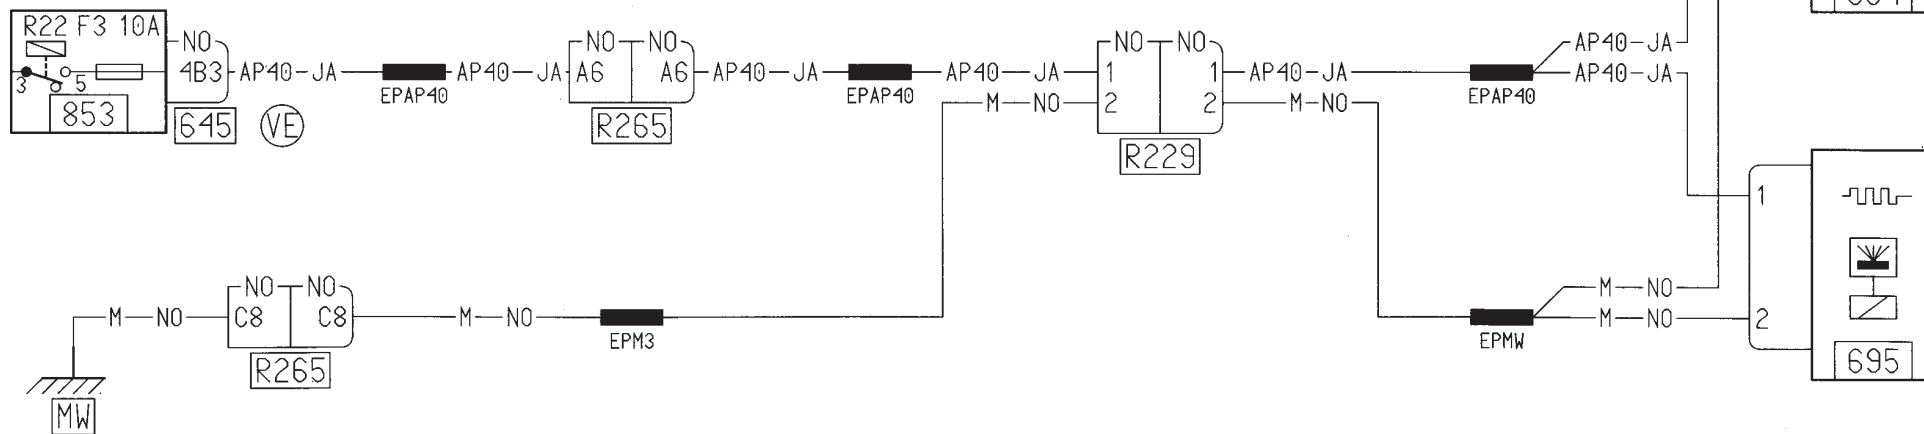 R22 F3 10A
3 5
853
NO
4B3
645
VE
AP40-JA
EPAP40
AP40-JA
NO NO
A6 A6
R265
AP40-JA
EPAP40
AP40-JA
M-NO
NO NO
1 1
2 2
R229
AP40-JA
M-NO
EPAP40
AP40-JA
AP40-JA
1
2
695
MW
M-NO
NO NO
C8 C8
R265
M-NO
EPM3
EPMW
M-NO
M-NO